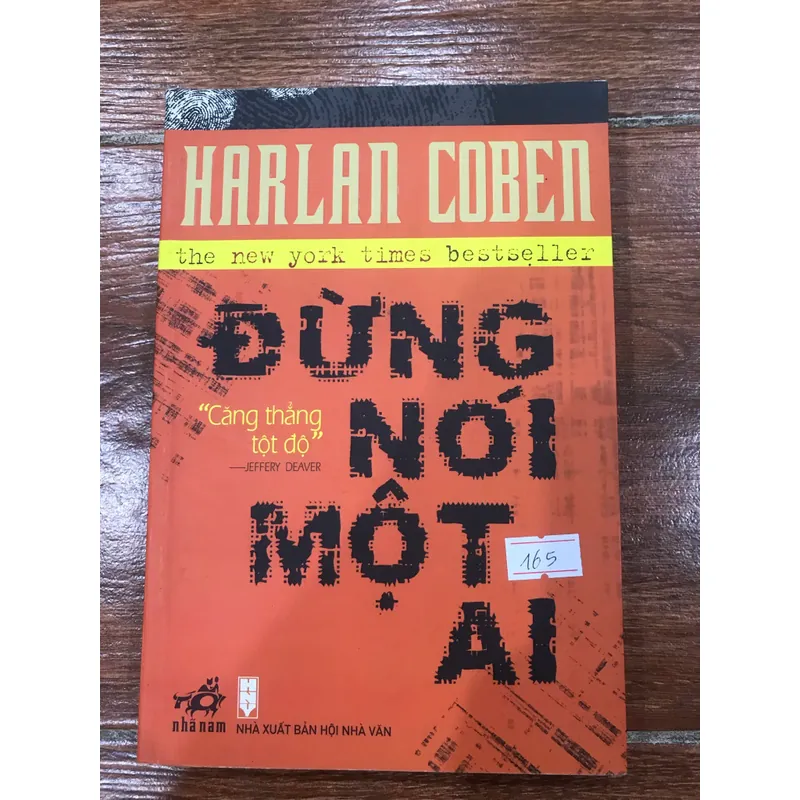 HARLAN COBEN
the new york times bestseller
ĐỪNG
NÓI
MỘT
AI
“Căng thẳng
tột độ”
—JEFFERY DEAVER
165
nhã nam
HNV
NHÀ XUẤT BẢN HỘI NHÀ VĂN